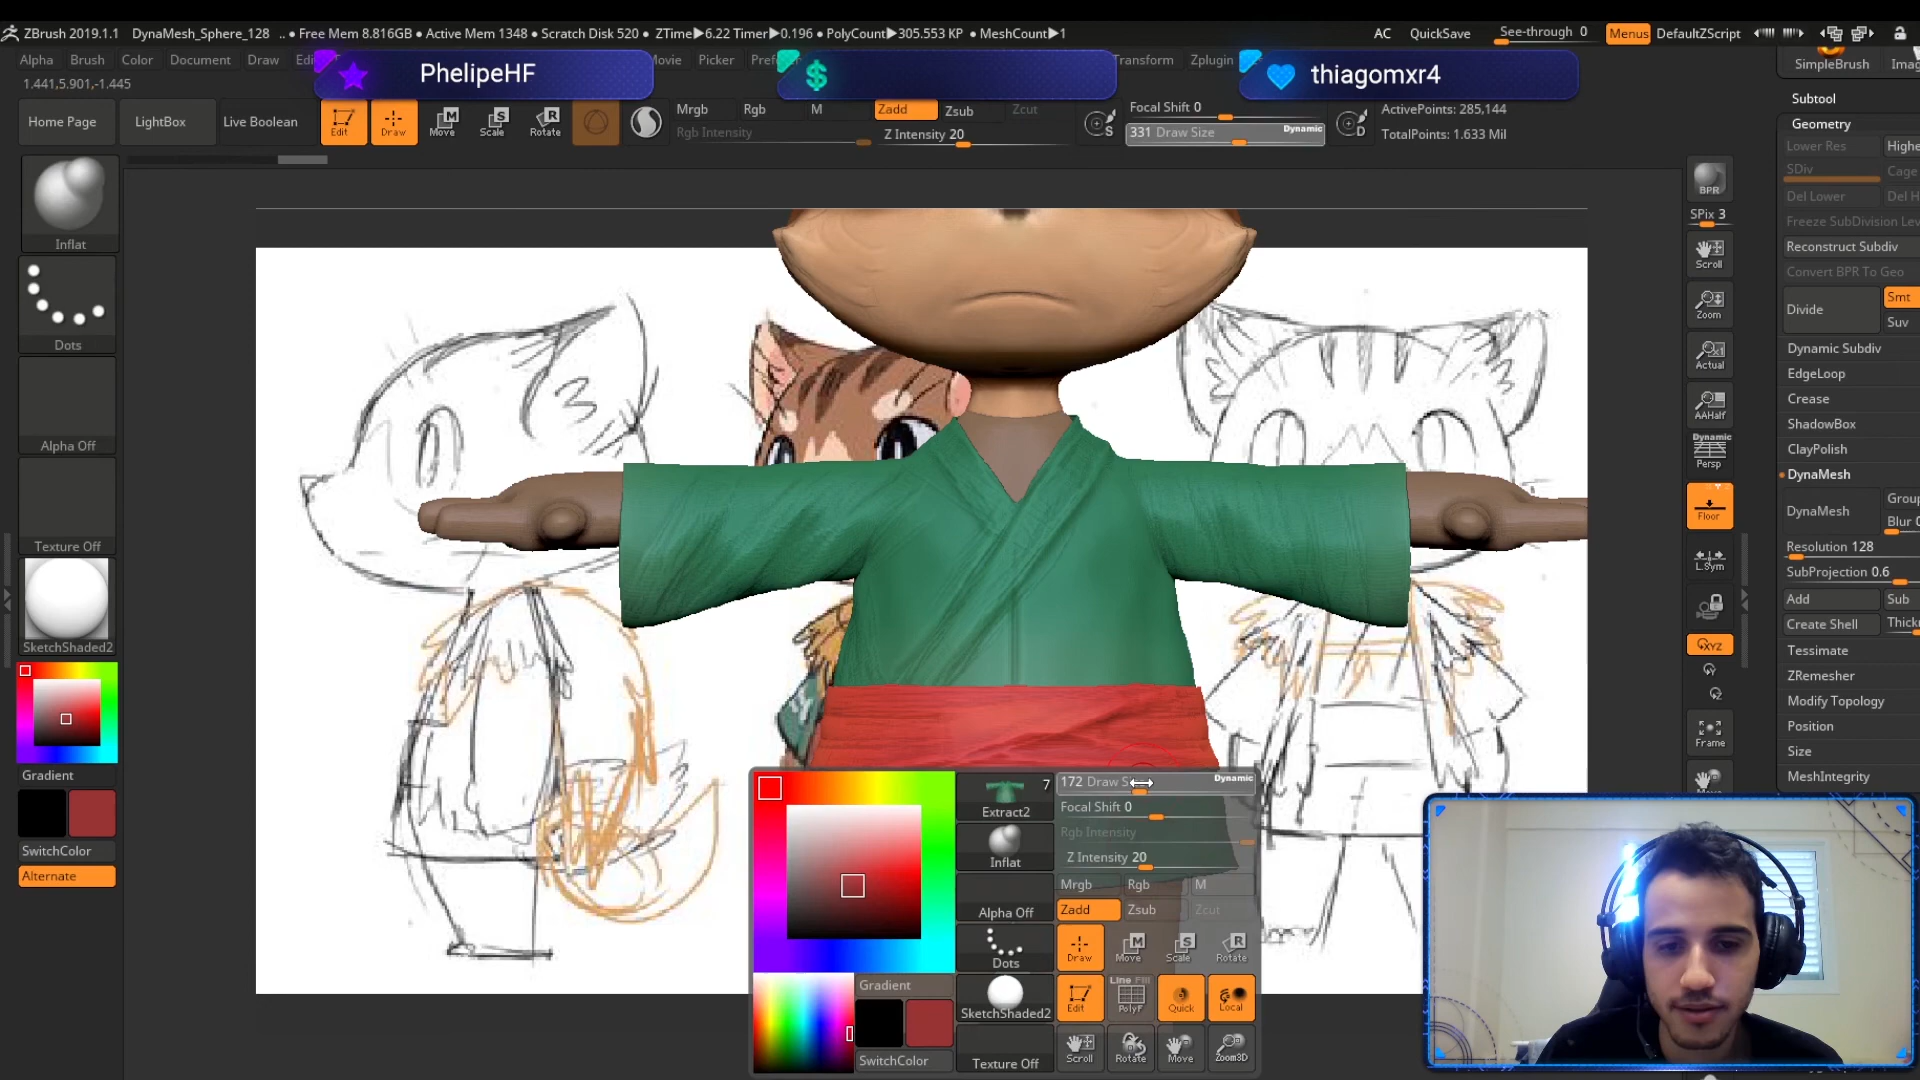 ZBrush 2019.1.1 DynaMesh_Sphere_128 .. ● Free Mem 8.816GB ● Active Mem 1348 ● Scratch Disk 520 ● ZTime▶6.22 Timer▶0.196 ● PolyCount▶305.553 KP ● MeshCount▶1
AC QuickSave See-through 0 Menus DefaultZScript
Alpha Brush Color Document Draw Movie Picker Transform Zplugin
PhelipeHF
$
thiagomxr4
1.441,5.901,-1.445
Home Page LightBox Live Boolean Edit Draw Move Scale Rotate
Mrgb Rgb M Zadd Zsub Zcut
Rgb Intensity Z Intensity 20
Focal Shift 0
331 Draw Size Dynamic
ActivePoints: 285,144
TotalPoints: 1.633 Mil
SimpleBrush
Subtool
Geometry
Lower Res
SDiv Cage
Del Lower
Reconstruct Subdiv
Convert BPR To Geo
Divide Smt
Suv
Dynamic Subdiv
EdgeLoop
Crease
ShadowBox
ClayPolish
DynaMesh
DynaMesh
Resolution 128
SubProjection 0.6
Add Sub
Create Shell
Tessimate
ZRemesher
Modify Topology
Position
Size
MeshIntegrity
Inflat
Dots
Alpha Off
Texture Off
SketchShaded2
Gradient
SwitchColor
Alternate
BPR
SPix 3
Scroll
Zoom
Actual
AAHalf
Dynamic
Persp
Floor
L.Sym
XYZ
Frame
Move
7
Extract2
Inflat
Alpha Off
Dots
SketchShaded2
Texture Off
Gradient
SwitchColor
172 Draw Dynamic
Focal Shift 0
Rgb Intensity
Z Intensity 20
Mrgb Rgb M
Zadd Zsub Zcut
Draw Move Scale Rotate
Line Fill
Edit PolyF Quick Local
Scroll Rotate Move Zoom3D